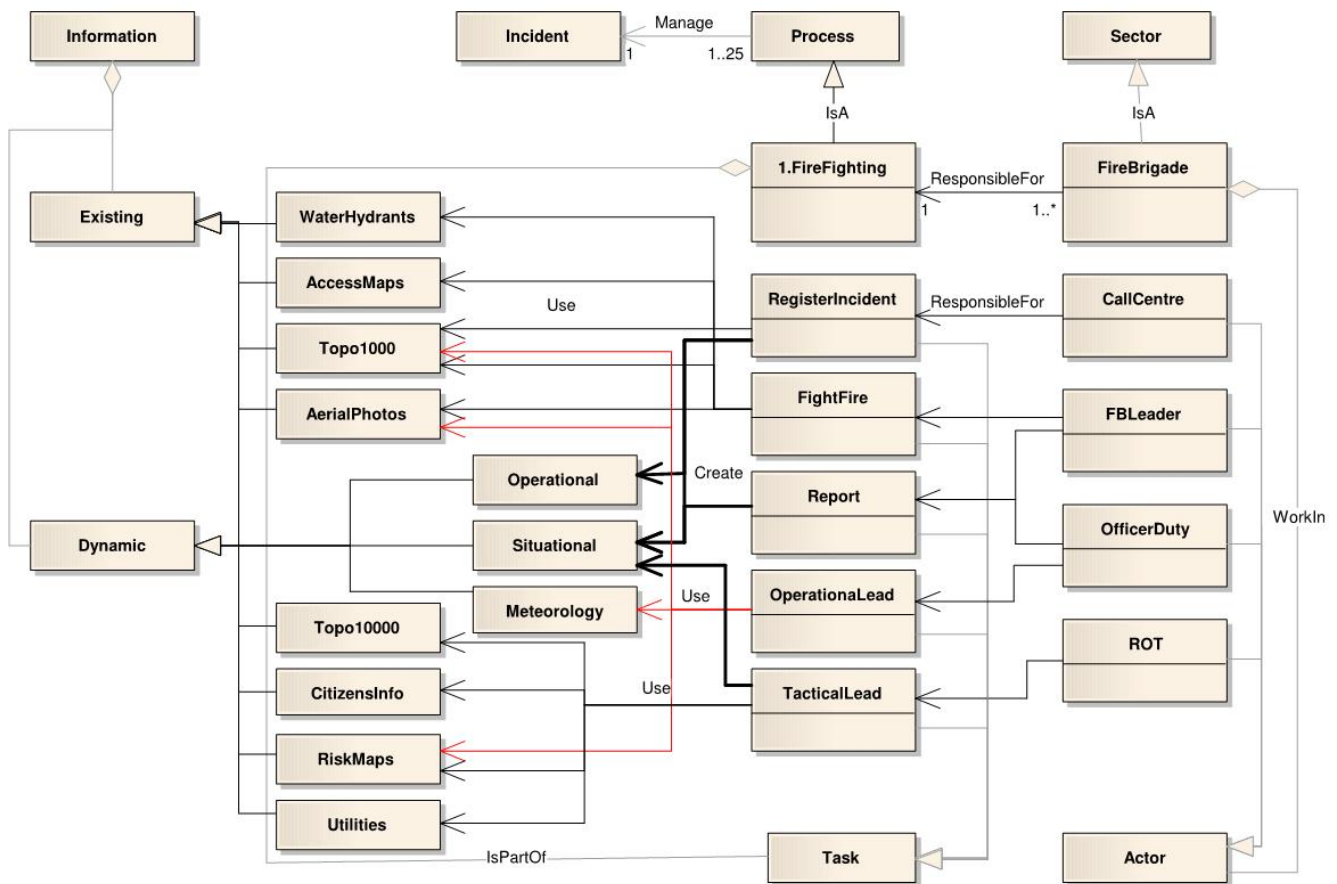 Information
Incident
Manage
1
1..25
Process
Sector
IsA
IsA
1.FireFighting
ResponsibleFor
1
1..*
FireBrigade
Existing
WaterHydrants
AccessMaps
Use
RegisterIncident
ResponsibleFor
CallCentre
Topo1000
AerialPhotos
FightFire
FBLeader
Operational
Create
Report
WorkIn
Dynamic
Situational
OfficerDuty
Meteorology
Use
OperationaLead
Topo10000
ROT
CitizensInfo
Use
TacticalLead
RiskMaps
Utilities
IsPartOf
Task
Actor